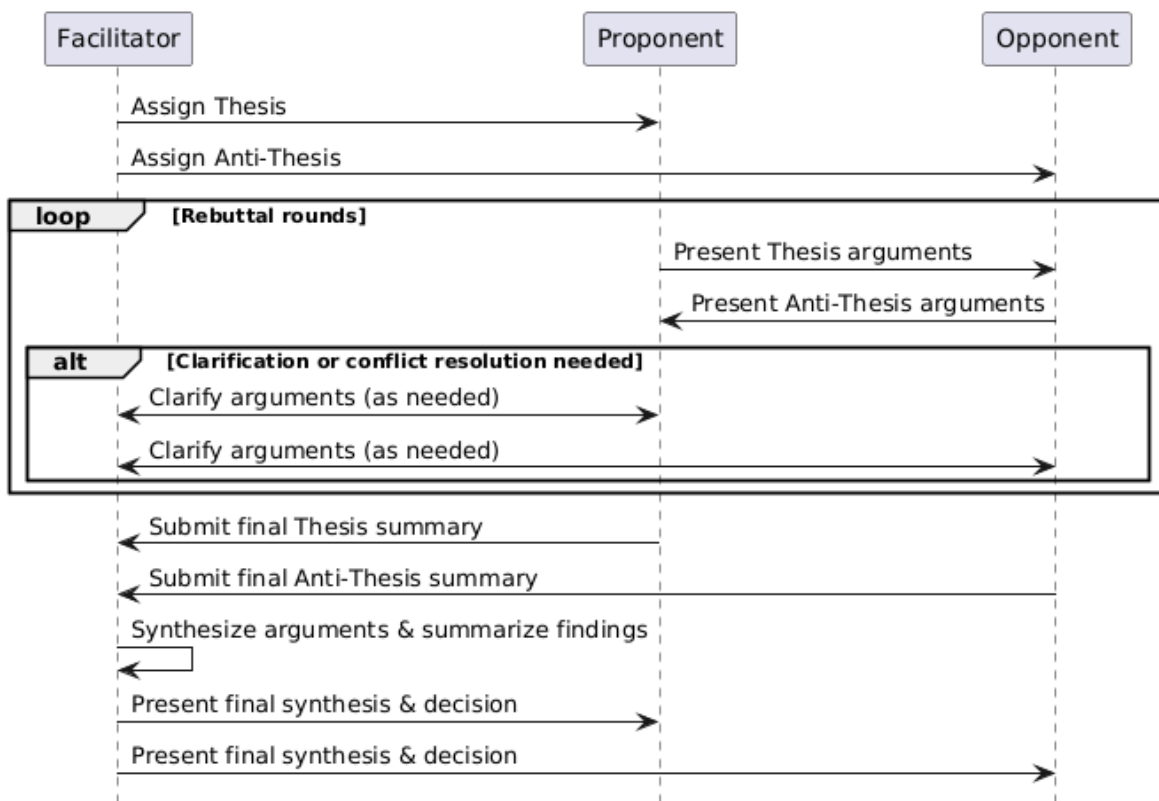 Facilitator Proponent Opponent
Assign Thesis
Assign Anti-Thesis
loop [Rebuttal rounds]
Present Thesis arguments
Present Anti-Thesis arguments
alt [Clarification or conflict resolution needed]
Clarify arguments (as needed)
Clarify arguments (as needed)
Submit final Thesis summary
Submit final Anti-Thesis summary
Synthesize arguments & summarize findings
Present final synthesis & decision
Present final synthesis & decision